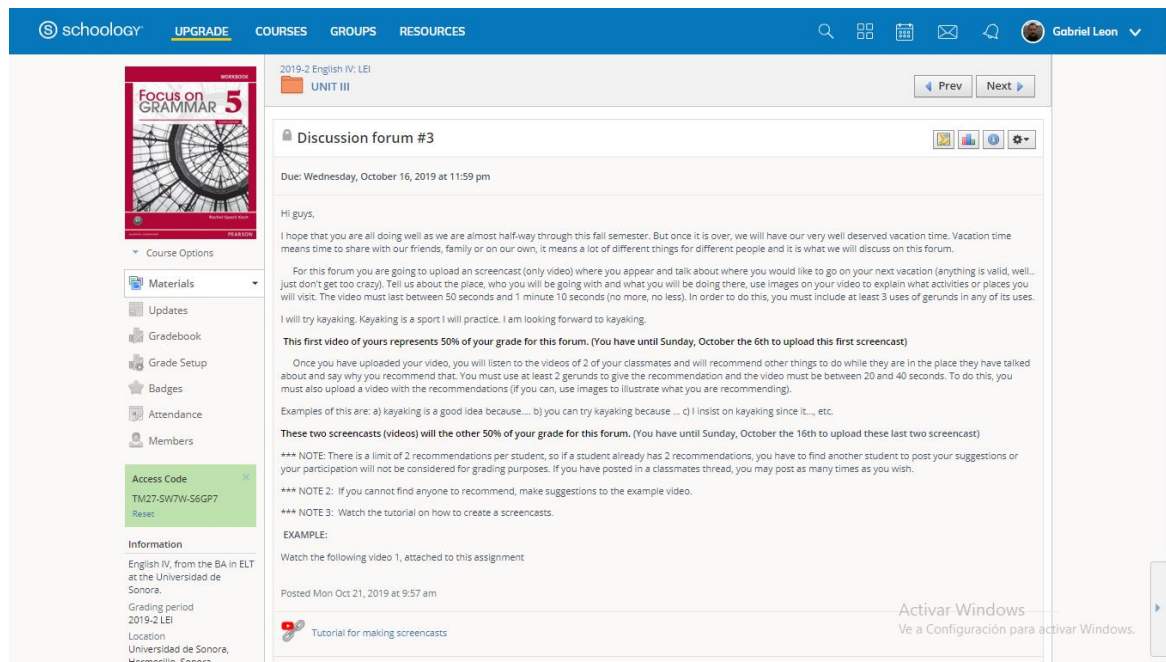 schoology
UPGRADE
COURSES
GROUPS
RESOURCES
Gabriel Leon
WORKBOOK
FOCUS ON
GRAMMAR 5
PEARSON
Course Options
Materials
Updates
Gradebook
Grade Setup
Badges
Attendance
Members
Access Code
TM27-SW7W-S6GP7
Reset
Information
English IV, from the BA in ELT
at the Universidad de
Sonora.
Grading period
2019-2 LEI
Location
Universidad de Sonora,
Hermosillo, Sonora
2019-2 English IV: LEI
UNIT III
Prev
Next
Discussion forum #3
Due: Wednesday, October 16, 2019 at 11:59 pm
Hi guys,
I hope that you are all doing well as we are almost half-way through this fall semester. But once it is over, we will have our very well deserved vacation time. Vacation time
means time to share with our friends, family or on our own, it means a lot of different things for different people and it is what we will discuss on this forum.
For this forum you are going to upload an screencast (only video) where you appear and talk about where you would like to go on your next vacation (anything is valid, well..
just don't get too crazy). Tell us about the place, who you will be going with and what you will be doing there, use images on your video to explain what activities or places you
will visit. The video must last between 50 seconds and 1 minute 10 seconds (no more, no less). In order to do this, you must include at least 3 uses of gerunds in any of its uses.
I will try kayaking. Kayaking is a sport I will practice. I am looking forward to kayaking.
This first video of yours represents 50% of your grade for this forum. (You have until Sunday, October the 6th to upload this first screencast)
Once you have uploaded your video, you will listen to the videos of 2 of your classmates and will recommend other things to do while they are in the place they have talked
about and say why you recommend that. You must use at least 2 gerunds to give the recommendation and the video must be between 20 and 40 seconds. To do this, you
must also upload a video with the recommendations (if you can, use images to illustrate what you are recommending).
Examples of this are: a) kayaking is a good idea because.... b) you can try kayaking because ... c) I insist on kayaking since it..., etc.
These two screencasts (videos) will the other 50% of your grade for this forum. (You have until Sunday, October the 16th to upload these last two screencast)
*** NOTE: There is a limit of 2 recommendations per student, so if a student already has 2 recommendations, you have to find another student to post your suggestions or
your participation will not be considered for grading purposes. If you have posted in a classmates thread, you may post as many times as you wish.
*** NOTE 2: If you cannot find anyone to recommend, make suggestions to the example video.
*** NOTE 3: Watch the tutorial on how to create a screencasts.
EXAMPLE:
Watch the following video 1, attached to this assignment
Posted Mon Oct 21, 2019 at 9:57 am
Tutorial for making screencasts
Activar Windows
Ve a Configuración para activar Windows.